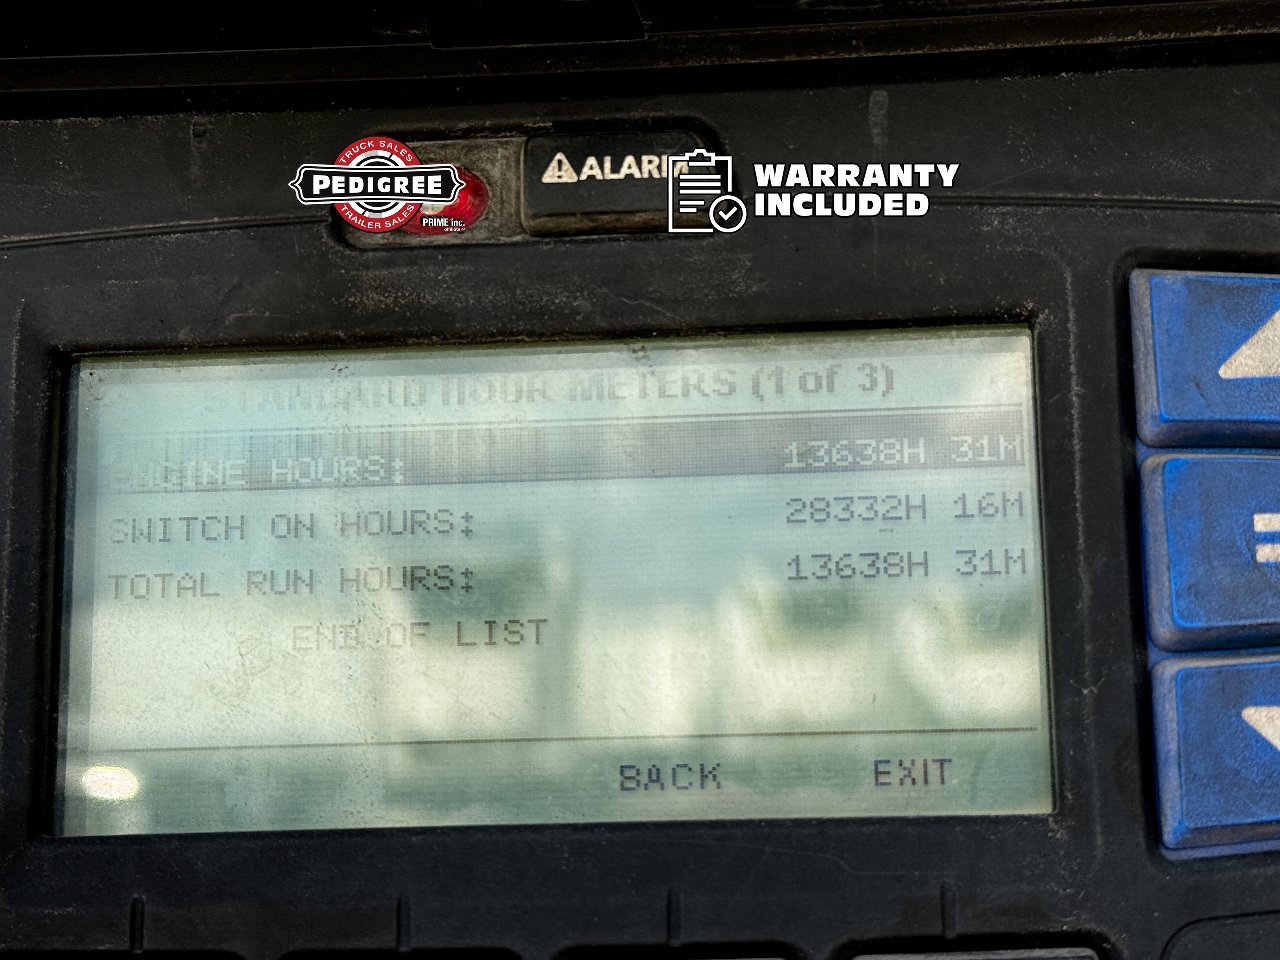 TRUCK SALES
PEDIGREE
TRAILER SALES
PRIME inc.
ALARM
WARRANTY
INCLUDED
STANDARD HOUR METERS (1 of 3)
ENGINE HOURS: 13638H 31M
SWITCH ON HOURS: 28332H 16M
TOTAL RUN HOURS: 13638H 31M
END OF LIST
BACK EXIT